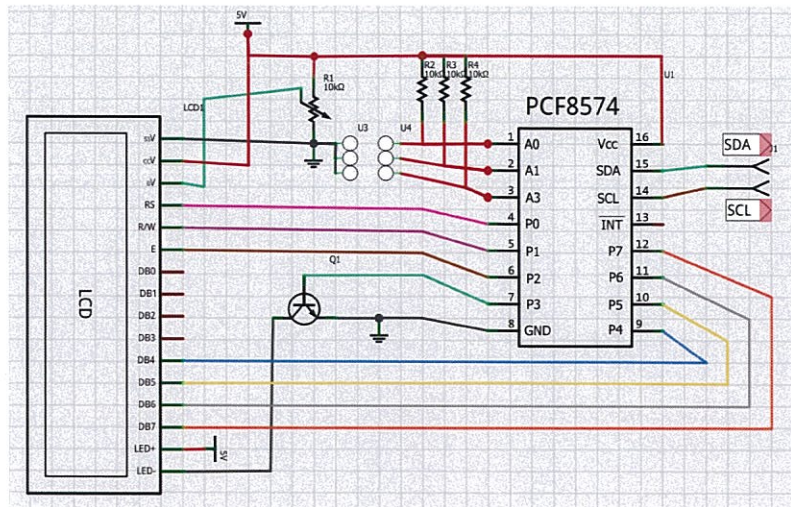 5V
R1
10kΩ
R2
10kΩ
R3
10kΩ
R4
10kΩ
U1
LCD1
U3
U4
PCF8574
LCD
ssV
ccV
sV
RS
R/W
E
DB0
DB1
DB2
DB3
DB4
DB5
DB6
DB7
LED+
LED-
5V
Q1
1 A0
2 A1
3 A3
4 P0
5 P1
6 P2
7 P3
8 GND
Vcc 16
SDA 15
SCL 14
INT 13
P7 12
P6 11
P5 10
P4 9
SDA
SCL